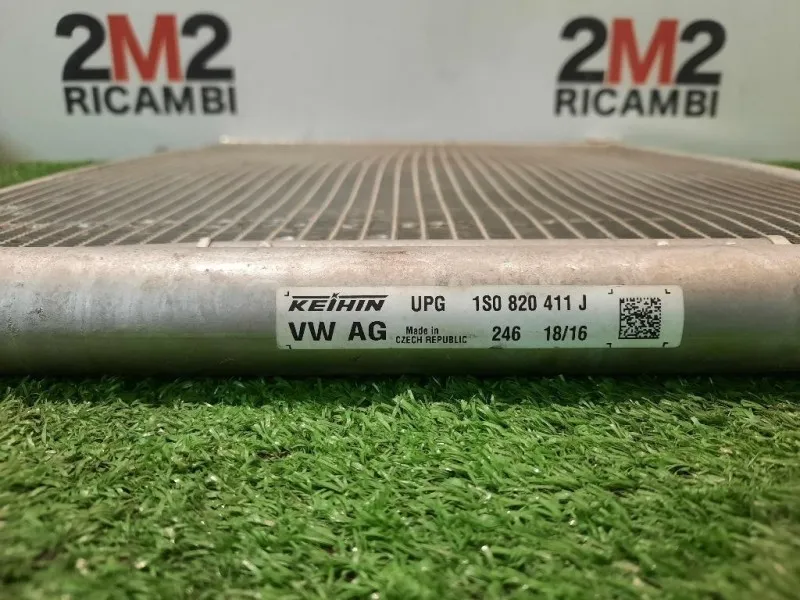 2M2 2M2
RICAMBI RICAMBI
KEIHIN UPG 1S0 820 411 J
VW AG Made in CZECH REPUBLIC 246 18/16